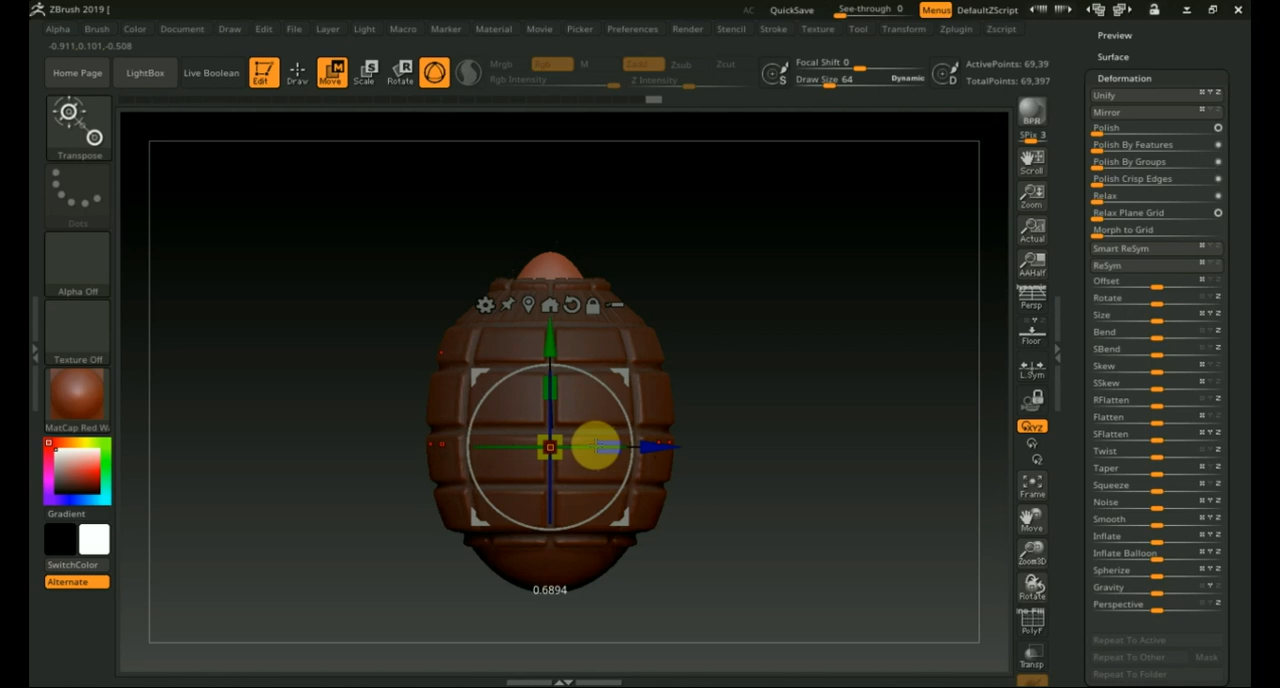 ZBrush 2019 [
AC QuickSave See-through 0 Menus DefaultZScript
Alpha Brush Color Document Draw Edit File Layer Light Macro Marker Material Movie Picker Preferences Render Stencil Stroke Texture Tool Transform Zplugin Zscript
-0.911,0.101,-0.508
Home Page LightBox Live Boolean Edit Draw Move Scale Rotate
Mrgb Rgb M Zadd Zsub Zcut
Rgb Intensity Z Intensity
Focal Shift 0
Draw Size 64 Dynamic
ActivePoints: 69,39
TotalPoints: 69,397
S
D
Transpose
Dots
Alpha Off
Texture Off
MatCap Red Wa
Gradient
SwitchColor
Alternate
0.6894
BPR
SPix 3
Scroll
Zoom
Actual
AAHalf
Dynamic
Persp
Floor
L.Sym
XYZ
Frame
Move
Zoom3D
Rotate
Line Fill
PolyF
Transp
Preview
Surface
Deformation
Unify
Mirror
Polish
Polish By Features
Polish By Groups
Polish Crisp Edges
Relax
Relax Plane Grid
Morph to Grid
Smart ReSym
ReSym
Offset
Rotate
Size
Bend
SBend
Skew
SSkew
RFlatten
Flatten
SFlatten
Twist
Taper
Squeeze
Noise
Smooth
Inflate
Inflate Balloon
Spherize
Gravity
Perspective
Repeat To Active
Repeat To Other Mask
Repeat To Folder